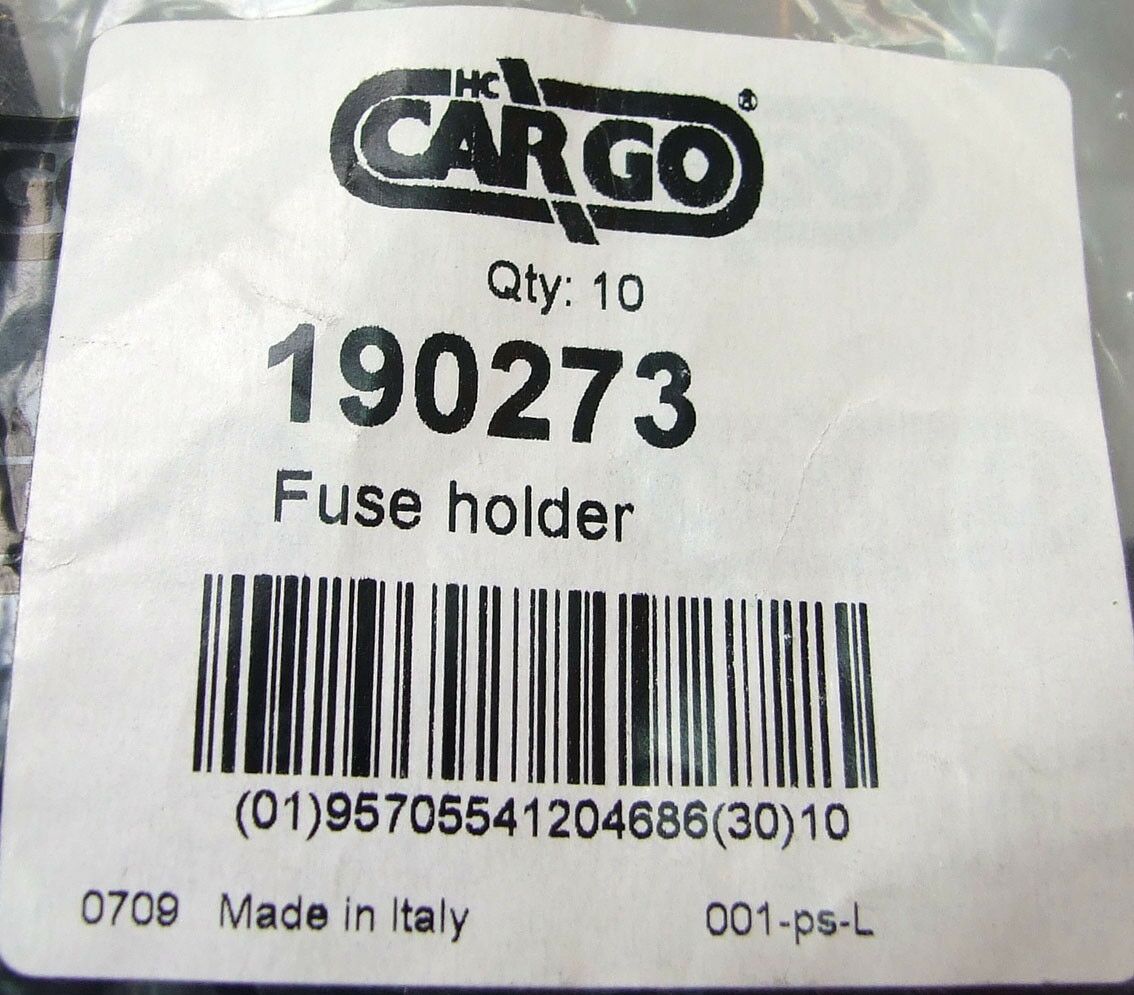 HC
CARGO®
Qty: 10
190273
Fuse holder
(01)95705541204686(30)10
0709 Made in Italy 001-ps-L